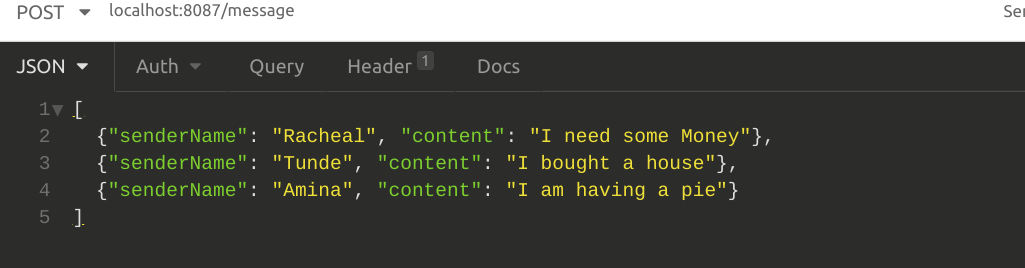 POST localhost:8087/message
JSON Auth Query Header 1 Docs
1 [
2 {"senderName": "Racheal", "content": "I need some Money"},
3 {"senderName": "Tunde", "content": "I bought a house"},
4 {"senderName": "Amina", "content": "I am having a pie"}
5 ]